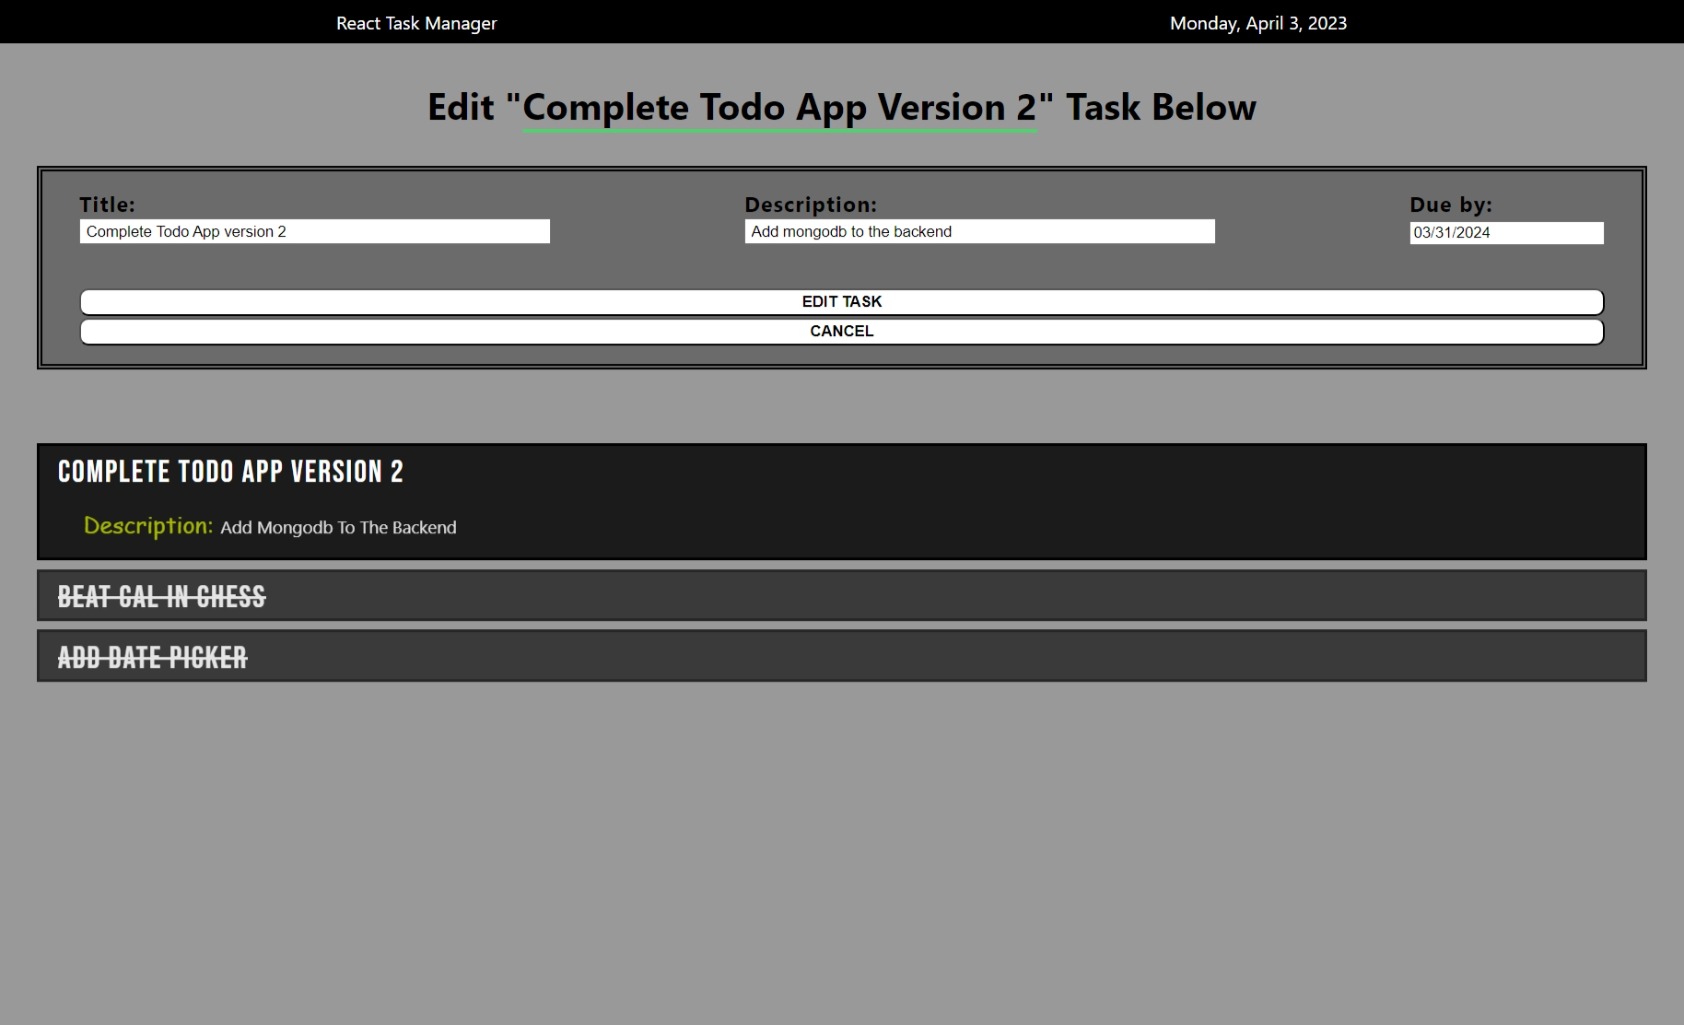 React Task Manager Monday, April 3, 2023
Edit "Complete Todo App Version 2" Task Below
Title: Description: Due by:
Complete Todo App version 2 Add mongodb to the backend 03/31/2024
EDIT TASK
CANCEL
COMPLETE TODO APP VERSION 2
Description: Add Mongodb To The Backend
BEAT CAL IN CHESS
ADD DATE PICKER